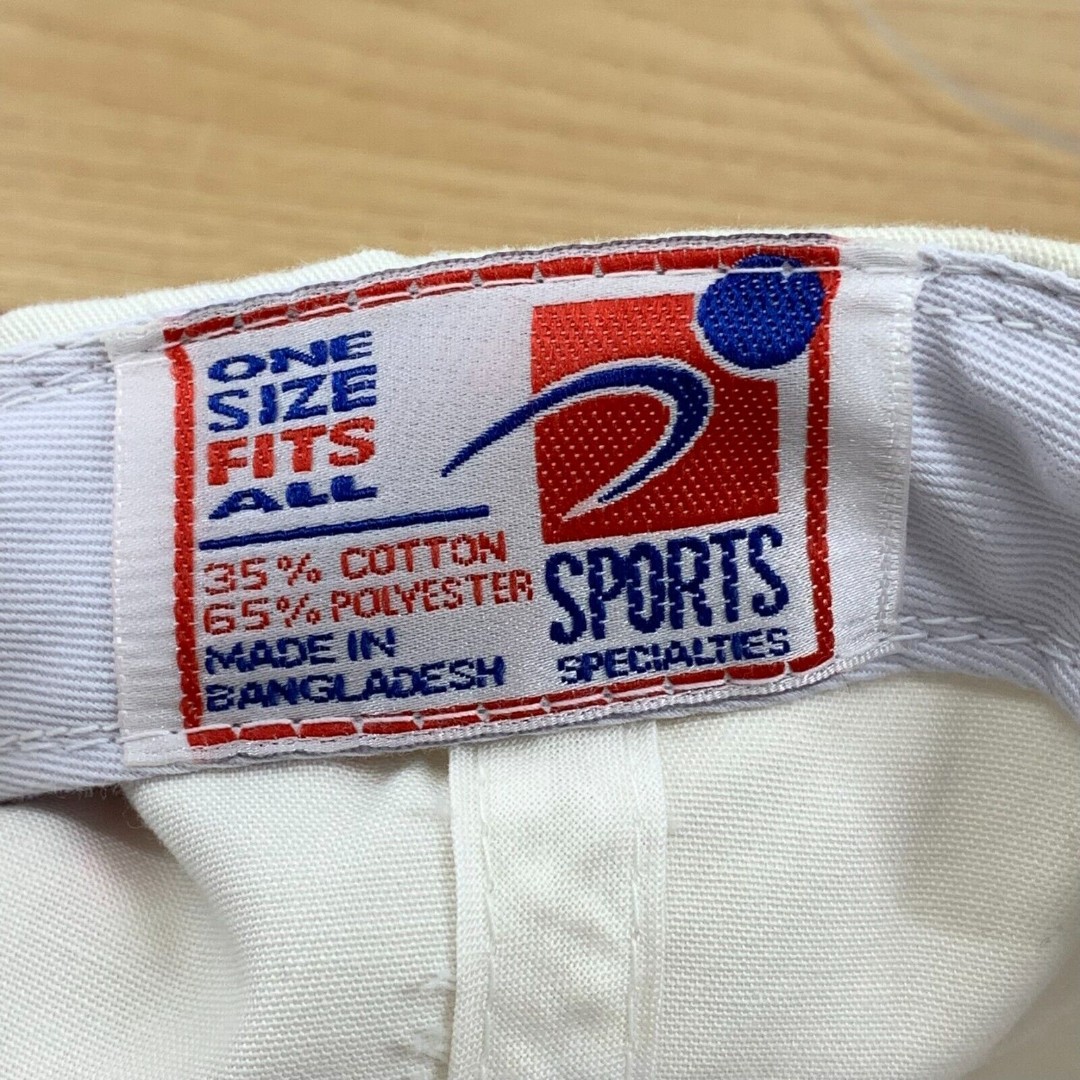 ONE
SIZE
FITS
ALL
35% COTTON
65% POLYESTER
MADE IN
BANGLADESH
SPORTS
SPECIALTIES